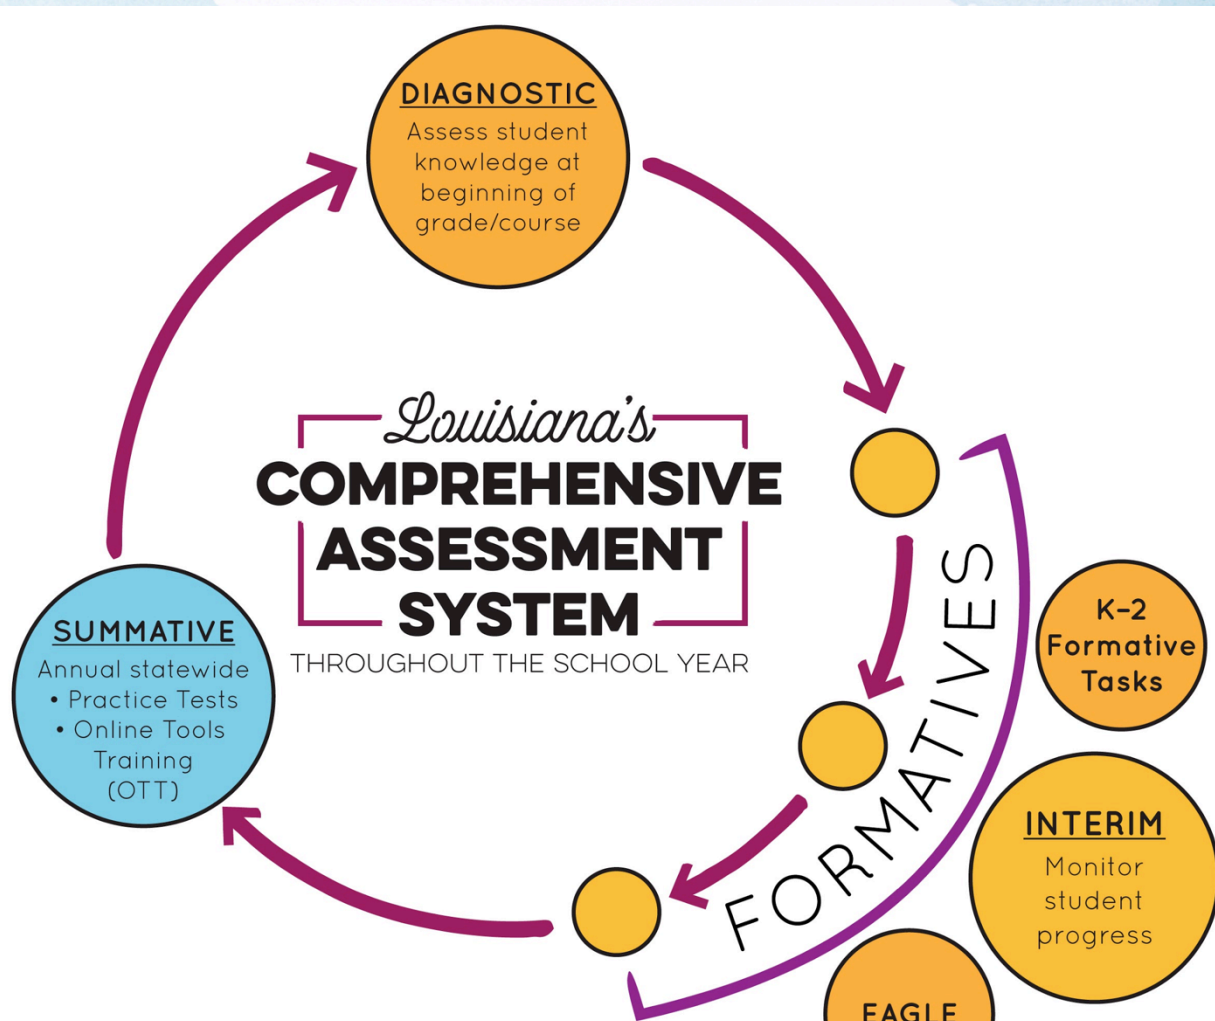 DIAGNOSTIC
Assess student
knowledge at
beginning of
grade/course
Louisiana's
COMPREHENSIVE
ASSESSMENT
SYSTEM
THROUGHOUT THE SCHOOL YEAR
SUMMATIVE
Annual statewide
• Practice Tests
• Online Tools
Training
(OTT)
FORMATIVES
K-2
Formative
Tasks
INTERIM
Monitor
student
progress
EAGLE